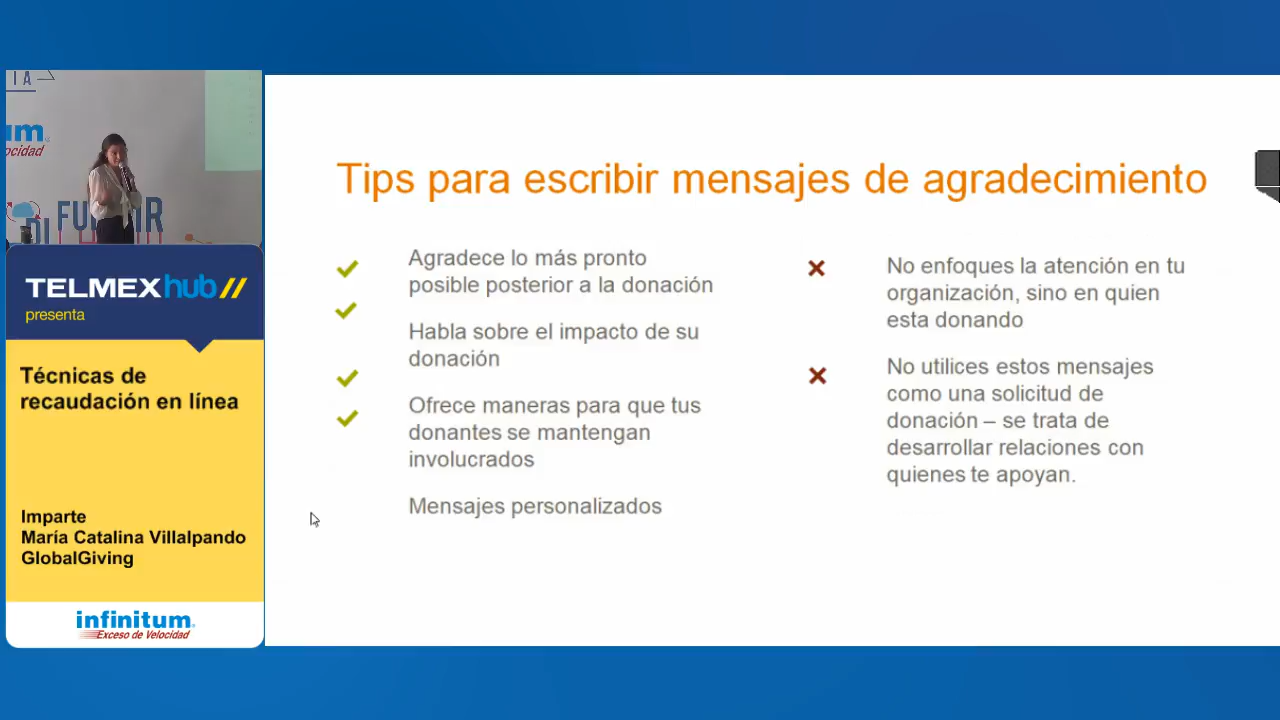 TELMEXhub//
presenta
Técnicas de
recaudación en línea
Imparte
María Catalina Villalpando
GlobalGiving
infinitum
Exceso de Velocidad
Tips para escribir mensajes de agradecimiento
Agradece lo más pronto
posible posterior a la donación
Habla sobre el impacto de su
donación
Ofrece maneras para que tus
donantes se mantengan
involucrados
Mensajes personalizados
No enfoques la atención en tu
organización, sino en quien
esta donando
No utilices estos mensajes
como una solicitud de
donación – se trata de
desarrollar relaciones con
quienes te apoyan.